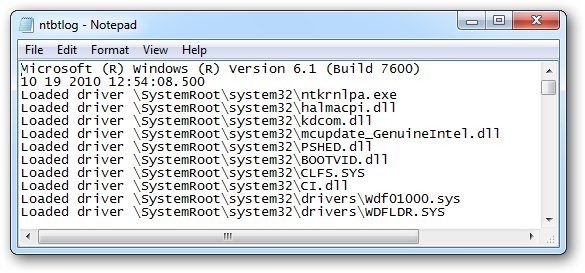 ntbtlog - Notepad
File Edit Format View Help
Microsoft (R) Windows (R) Version 6.1 (Build 7600)
10 19 2010 12:54:08.500
Loaded driver \SystemRoot\system32\ntkrnlpa.exe
Loaded driver \SystemRoot\system32\halmacpi.dll
Loaded driver \SystemRoot\system32\kdcom.dll
Loaded driver \SystemRoot\system32\mcupdate_GenuineIntel.dll
Loaded driver \SystemRoot\system32\PSHED.dll
Loaded driver \SystemRoot\system32\BOOTVID.dll
Loaded driver \SystemRoot\system32\CLFS.SYS
Loaded driver \SystemRoot\system32\CI.dll
Loaded driver \SystemRoot\system32\drivers\Wdf01000.sys
Loaded driver \SystemRoot\system32\drivers\WDFLDR.SYS